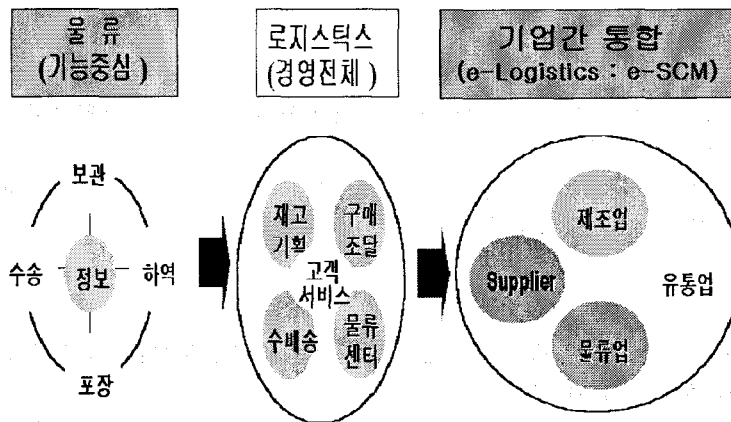 물 류
(기능중심)
로지스틱스
(경영전체)
기업간 통합
(e-Logistics : e-SCM)
보관
수송
정보
하역
포장
재고
기획
구매
조달
고객
서비스
수배송
물류
센터
제조업
Supplier
유통업
물류업